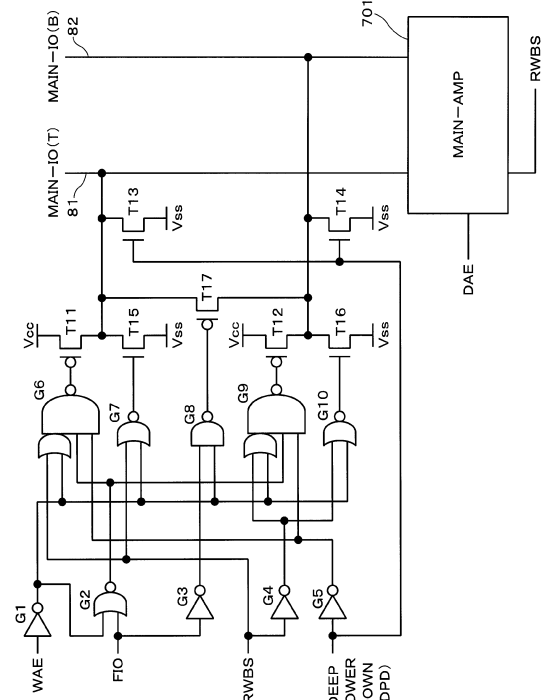 MAIN-IO(B)
82
701
RWBS
MAIN-IO(T)
81
MAIN-AMP
T13
Vss
T14
Vss
DAE
T17
Vcc
T11
T15
Vss
Vcc
T12
T16
Vss
G6
G7
G8
G9
G10
G1
G2
G3
G4
G5
WAE
FIO
RWBS
DEEP
OWER
OWN
DPD)